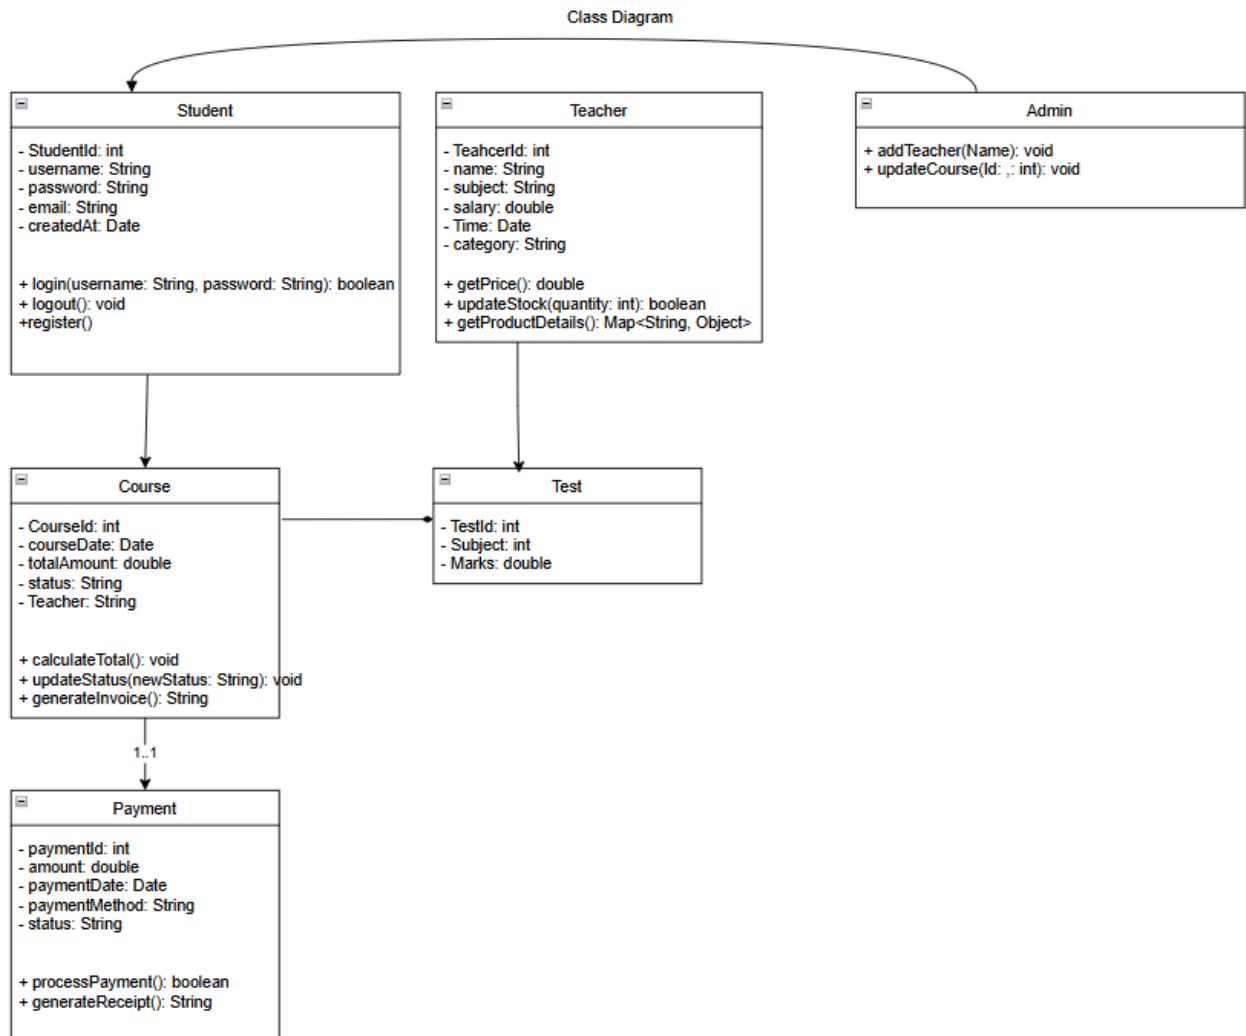 Class Diagram
Student
- StudentId: int
- username: String
- password: String
- email: String
- createdAt: Date
+ login(username: String, password: String): boolean
+ logout(): void
+register()
Teacher
- TeahcerId: int
- name: String
- subject: String
- salary: double
- Time: Date
- category: String
+ getPrice(): double
+ updateStock(quantity: int): boolean
+ getProductDetails(): Map<String, Object>
Admin
+ addTeacher(Name): void
+ updateCourse(Id: ,: int): void
Course
- CourseId: int
- courseDate: Date
- totalAmount: double
- status: String
- Teacher: String
+ calculateTotal(): void
+ updateStatus(newStatus: String): void
+ generateInvoice(): String
Test
- TestId: int
- Subject: int
- Marks: double
1..1
Payment
- paymentId: int
- amount: double
- paymentDate: Date
- paymentMethod: String
- status: String
+ processPayment(): boolean
+ generateReceipt(): String